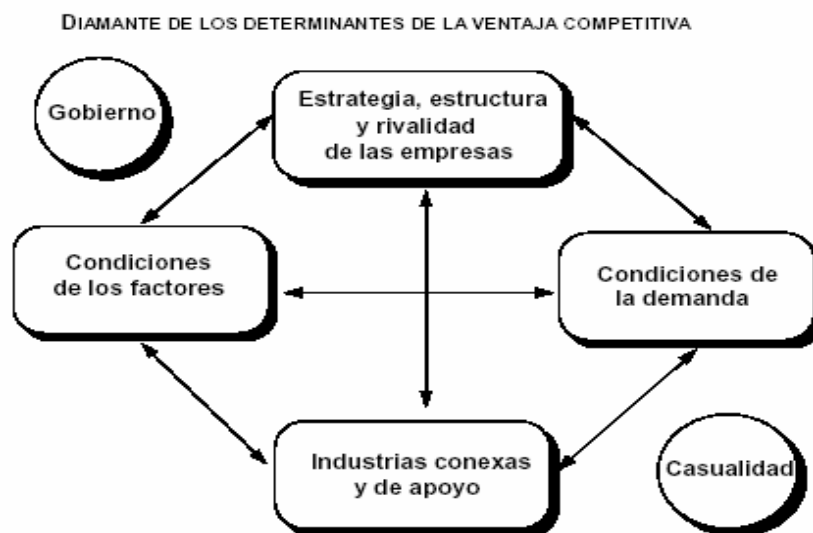 DIAMANTE DE LOS DETERMINANTES DE LA VENTAJA COMPETITIVA
Gobierno
Estrategia, estructura
y rivalidad
de las empresas
Condiciones
de los factores
Condiciones de
la demanda
Industrias conexas
y de apoyo
Casualidad